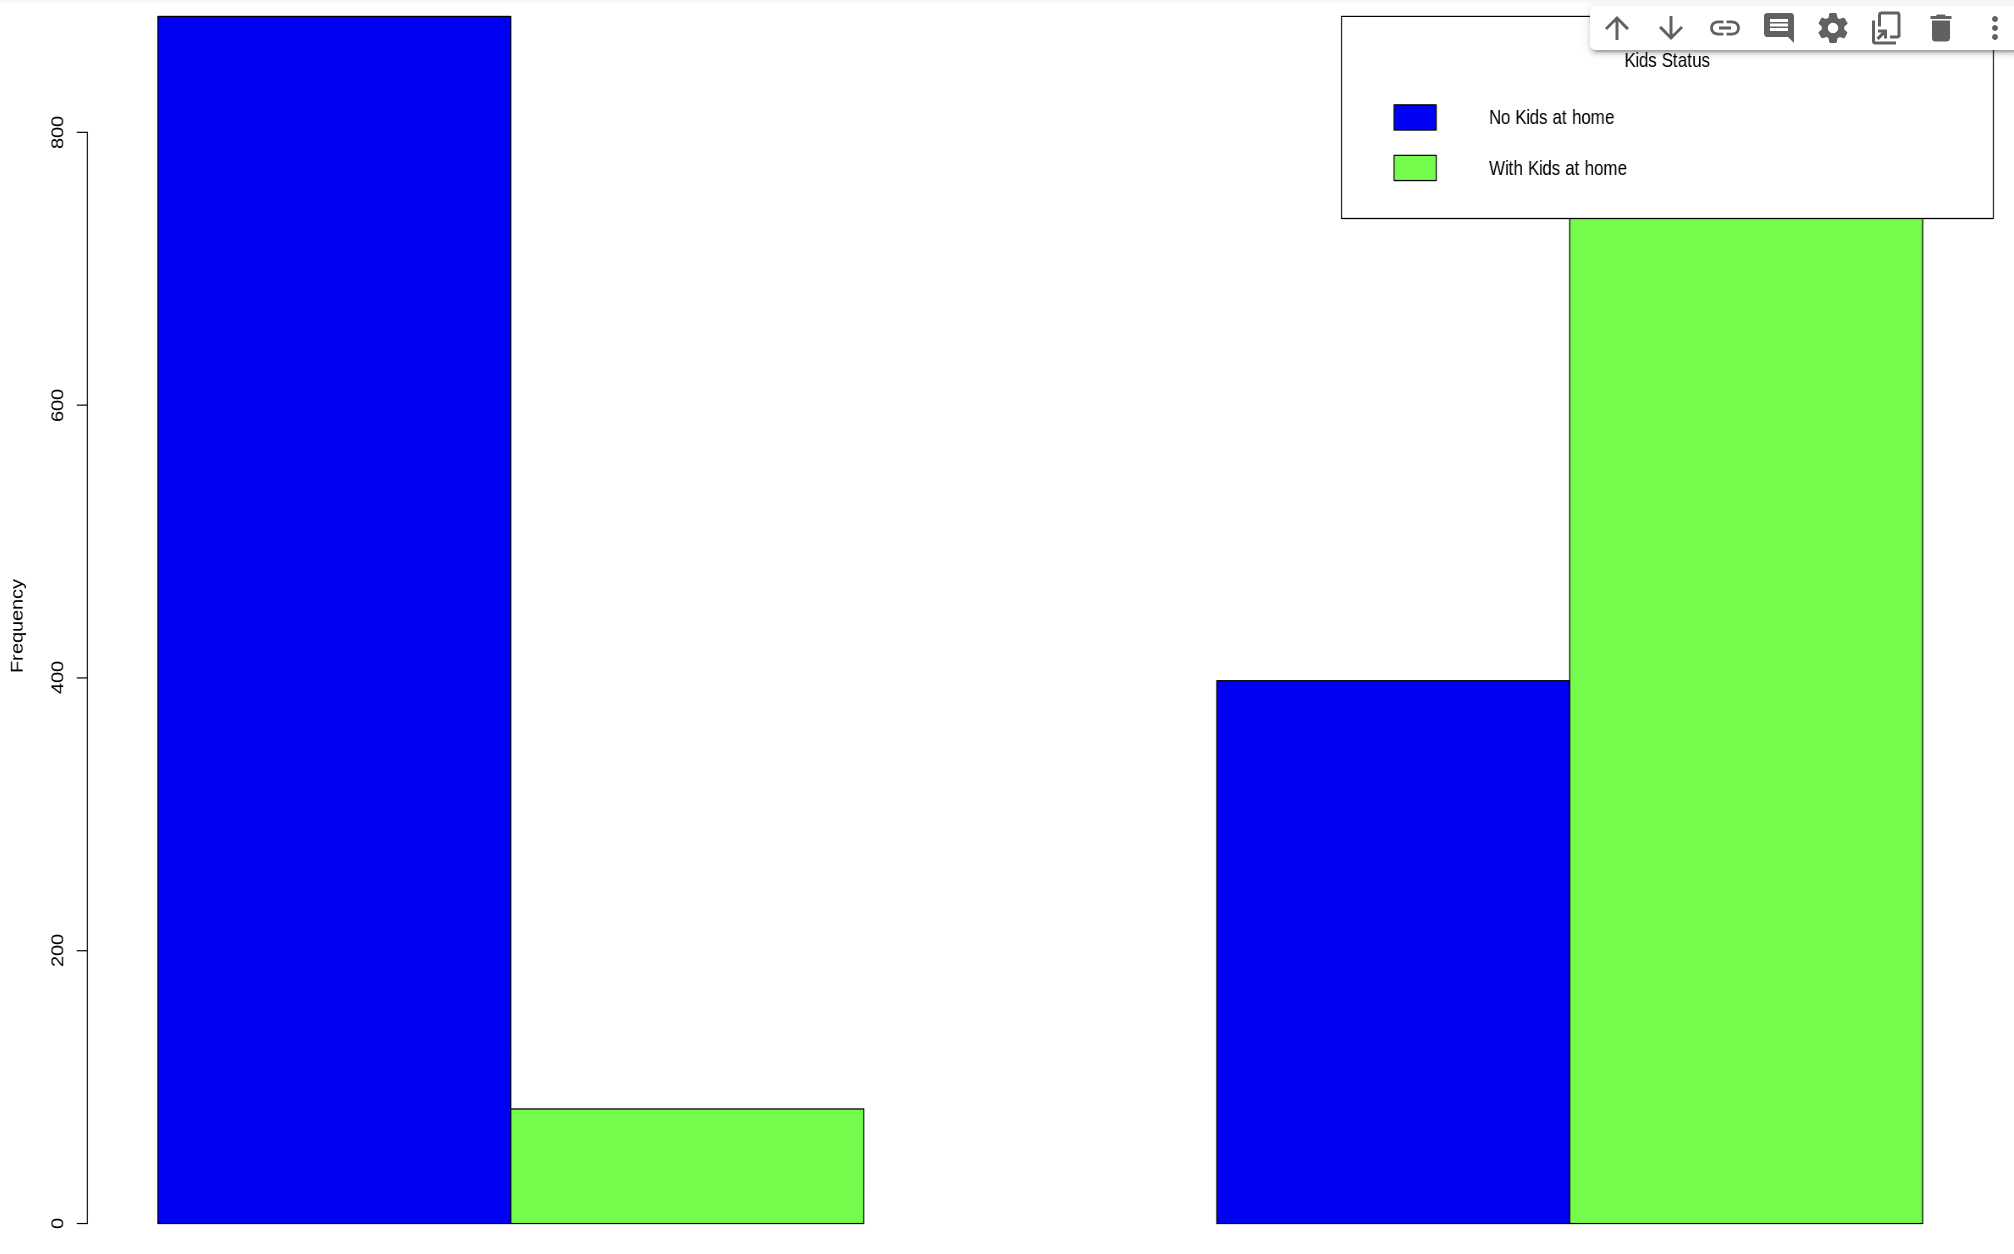 Kids Status
No Kids at home
With Kids at home
Frequency
800
600
400
200
0